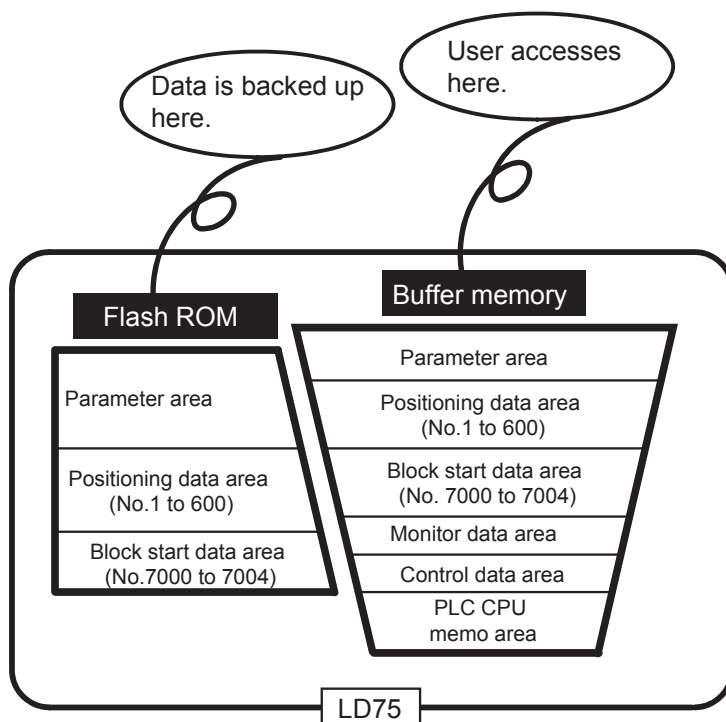 Data is backed up
here.
User accesses
here.
Flash ROM
Parameter area
Positioning data area
(No.1 to 600)
Block start data area
(No.7000 to 7004)
Buffer memory
Parameter area
Positioning data area
(No.1 to 600)
Block start data area
(No. 7000 to 7004)
Monitor data area
Control data area
PLC CPU
memo area
LD75